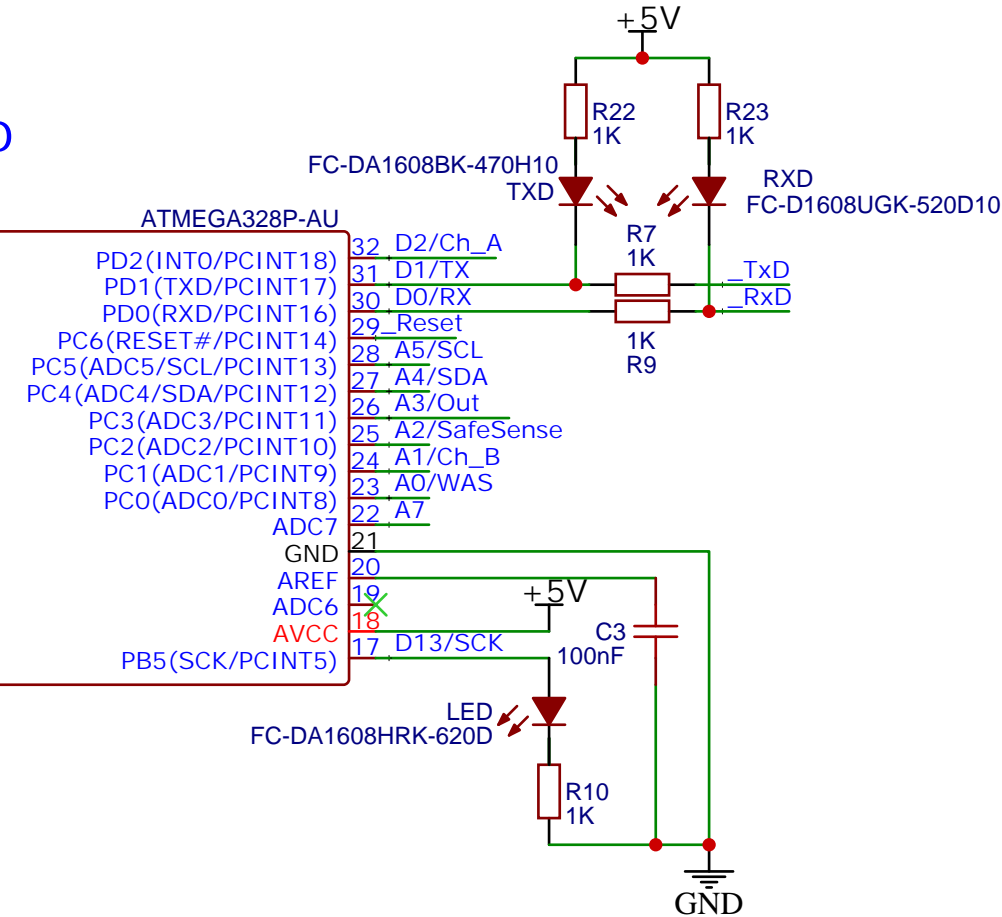 +5V
R22
1K
R23
1K
FC-DA1608BK-470H10
TXD
RXD
FC-D1608UGK-520D10
ATMEGA328P-AU
R7
1K
PD2(INT0/PCINT18) 32 D2/Ch_A
PD1(TXD/PCINT17) 31 D1/TX _TxD
PD0(RXD/PCINT16) 30 D0/RX _RxD
PC6(RESET#/PCINT14) 29 _Reset
1K
R9
PC5(ADC5/SCL/PCINT13) 28 A5/SCL
PC4(ADC4/SDA/PCINT12) 27 A4/SDA
PC3(ADC3/PCINT11) 26 A3/Out
PC2(ADC2/PCINT10) 25 A2/SafeSense
PC1(ADC1/PCINT9) 24 A1/Ch_B
PC0(ADC0/PCINT8) 23 A0/WAS
ADC7 22 A7
GND 21
AREF 20
ADC6 19
+5V
AVCC 18
PB5(SCK/PCINT5) 17 D13/SCK
C3
100nF
LED
FC-DA1608HRK-620D
R10
1K
GND